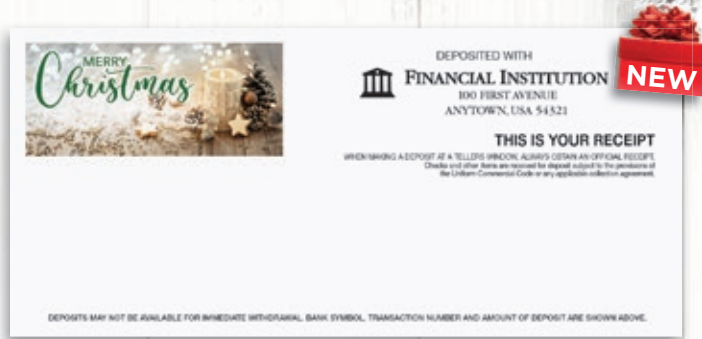 MERRY
Christmas
DEPOSITED WITH
FINANCIAL INSTITUTION
100 FIRST AVENUE
ANYTOWN, USA 54321
NEW
THIS IS YOUR RECEIPT
WHEN MAKING A DEPOSIT AT A TELLERS WINDOW, ALWAYS OBTAIN AN OFFICIAL RECEIPT.
Checks and other items are received for deposit subject to the provisions of
the Uniform Commercial Code or any applicable collection agreement.
DEPOSITS MAY NOT BE AVAILABLE FOR IMMEDIATE WITHDRAWAL. BANK SYMBOL, TRANSACTION NUMBER AND AMOUNT OF DEPOSIT ARE SHOWN ABOVE.